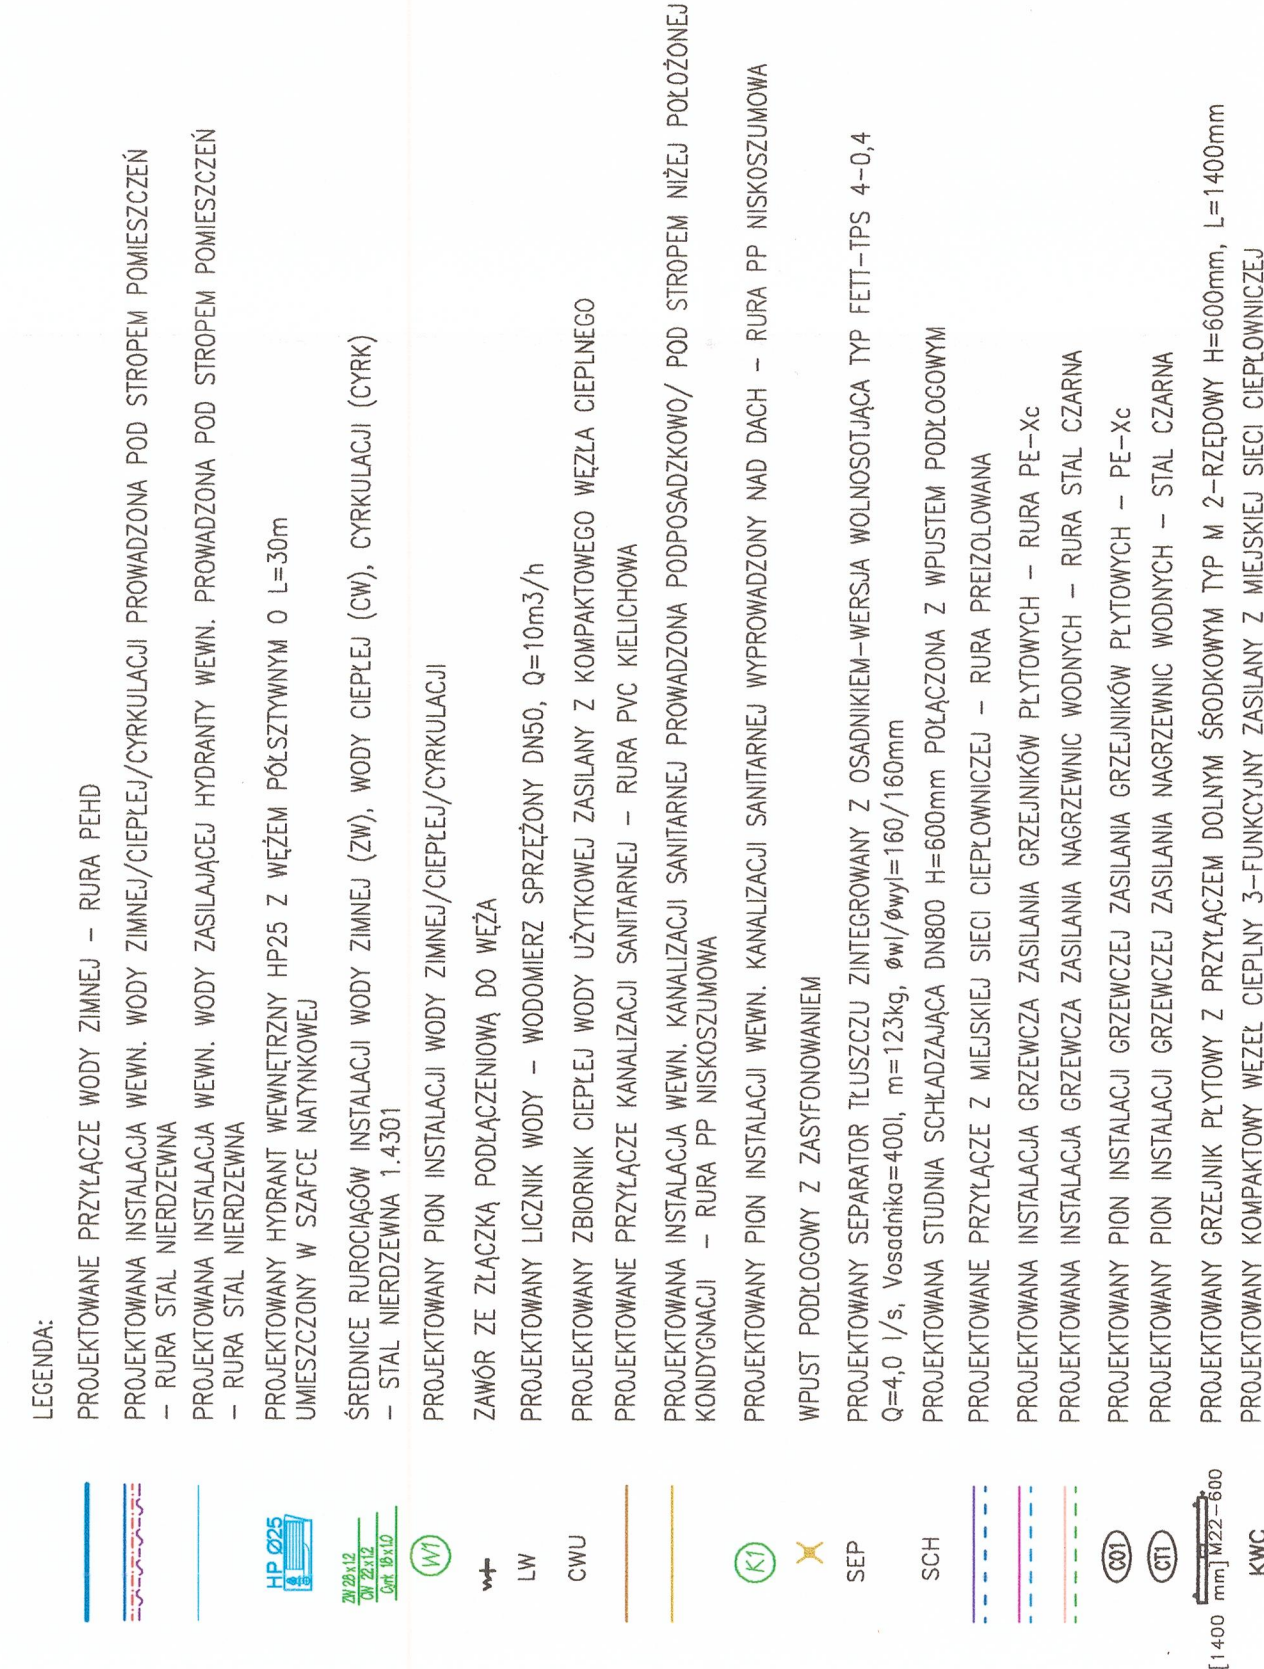 LEGENDA:
PROJEKTOWANE PRZYŁĄCZE WODY ZIMNEJ – RURA PEHD
PROJEKTOWANA INSTALACJA WEWN. WODY ZIMNEJ/CIEPŁEJ/CYRKULACJI PROWADZONA POD STROPEM POMIESZCZEŃ
– RURA STAL NIERDZEWNA
PROJEKTOWANA INSTALACJA WEWN. WODY ZASILAJĄCEJ HYDRANTY WEWN. PROWADZONA POD STROPEM POMIESZCZEŃ
– RURA STAL NIERDZEWNA
HP Ø25
PROJEKTOWANY HYDRANT WEWNĘTRZNY HP25 Z WĘŻEM PÓŁSZTYWNYM O L=30m
UMIESZCZONY W SZAFCE NATYNKOWEJ
ZW 28x1.2
CW 22x1.2
Cyrk 18x1.0
ŚREDNICE RUROCIĄGÓW INSTALACJI WODY ZIMNEJ (ZW), WODY CIEPŁEJ (CW), CYRKULACJI (CYRK)
– STAL NIERDZEWNA 1.4301
W1 PROJEKTOWANY PION INSTALACJI WODY ZIMNEJ/CIEPŁEJ/CYRKULACJI
ZAWÓR ZE ZŁĄCZKĄ PODŁĄCZENIOWĄ DO WĘŻA
LW PROJEKTOWANY LICZNIK WODY – WODOMIERZ SPRZĘŻONY DN50, Q=10m3/h
CWU PROJEKTOWANY ZBIORNIK CIEPŁEJ WODY UŻYTKOWEJ ZASILANY Z KOMPAKTOWEGO WĘZŁA CIEPLNEGO
PROJEKTOWANE PRZYŁĄCZE KANALIZACJI SANITARNEJ – RURA PVC KIELICHOWA
PROJEKTOWANA INSTALACJA WEWN. KANALIZACJI SANITARNEJ PROWADZONA PODPOSADZKOWO/ POD STROPEM NIŻEJ POŁOŻONEJ
KONDYGNACJI – RURA PP NISKOSZUMOWA
K1 PROJEKTOWANY PION INSTALACJI WEWN. KANALIZACJI SANITARNEJ WYPROWADZONY NAD DACH – RURA PP NISKOSZUMOWA
WPUST PODŁOGOWY Z ZASYFONOWANIEM
SEP PROJEKTOWANY SEPARATOR TŁUSZCZU ZINTEGROWANY Z OSADNIKIEM–WERSJA WOLNOSOTJĄCA TYP FETT–TPS 4–0,4
Q=4,0 l/s, Vosadnika=400l, m=123kg, øwl/øwyl=160/160mm
SCH PROJEKTOWANA STUDNIA SCHŁADZAJĄCA DN800 H=600mm POŁĄCZONA Z WPUSTEM PODŁOGOWYM
PROJEKTOWANE PRZYŁĄCZE Z MIEJSKIEJ SECI CIEPŁOWNICZEJ – RURA PREIZOLOWANA
PROJEKTOWANA INSTALACJA GRZEWCZA ZASILANIA GRZEJNIKÓW PŁYTOWYCH – RURA PE–Xc
PROJEKTOWANA INSTALACJA GRZEWCZA ZASILANIA NAGRZEWNIC WODNYCH – RURA STAL CZARNA
CO1 PROJEKTOWANY PION INSTALACJI GRZEWCZEJ ZASILANIA GRZEJNIKÓW PŁYTOWYCH – PE–Xc
CT1 PROJEKTOWANY PION INSTALACJI GRZEWCZEJ ZASILANIA NAGRZEWNIC WODNYCH – STAL CZARNA
[1400 mm] M22–600 PROJEKTOWANY GRZEJNIK PŁYTOWY Z PRZYŁĄCZEM DOLNYM ŚRODKOWYM TYP M 2–RZĘDOWY H=600mm, L=1400mm
KWC PROJEKTOWANY KOMPAKTOWY WĘZEŁ CIEPLNY 3–FUNKCYJNY ZASILANY Z MIEJSKIEJ SIECI CIEPŁOWNICZEJ